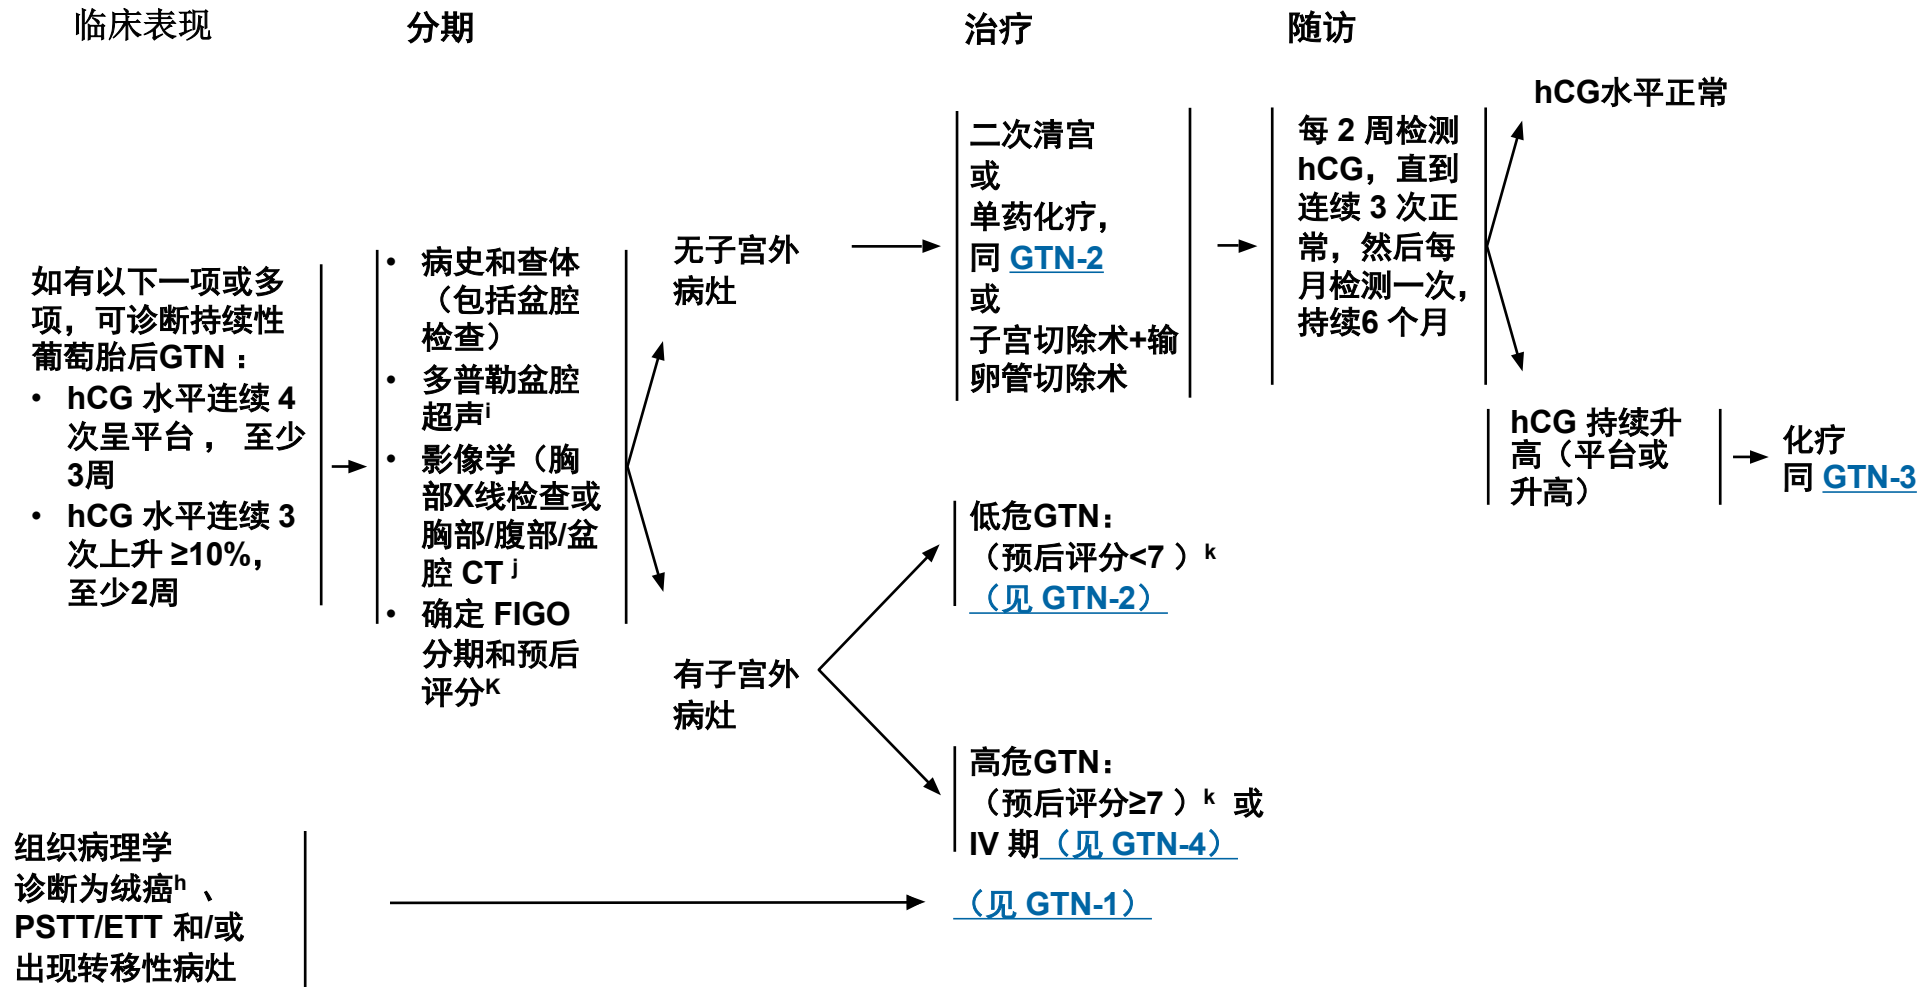 临床表现
分期
治疗
随访
如有以下一项或多
项，可诊断持续性
葡萄胎后GTN：
• hCG 水平连续 4
次呈平台， 至少
3周
• hCG 水平连续 3
次上升 ≥10%，
至少2周
• 病史和查体
（包括盆腔
检查）
• 多普勒盆腔
超声i
• 影像学（胸
部X线检查或
胸部/腹部/盆
腔 CT j
• 确定 FIGO
分期和预后
评分K
无子宫外
病灶
二次清宫
或
单药化疗，
同 GTN-2
或
子宫切除术+输
卵管切除术
每 2 周检测
hCG，直到
连续 3 次正
常，然后每
月检测一次，
持续6 个月
hCG水平正常
hCG 持续升
高（平台或
升高）
化疗
同 GTN-3
有子宫外
病灶
低危GTN：
（预后评分<7 ）k
（见 GTN-2）
高危GTN：
（预后评分≥7 ）k 或
IV 期（见 GTN-4）
组织病理学
诊断为绒癌h 、
PSTT/ETT 和/或
出现转移性病灶
（见 GTN-1）